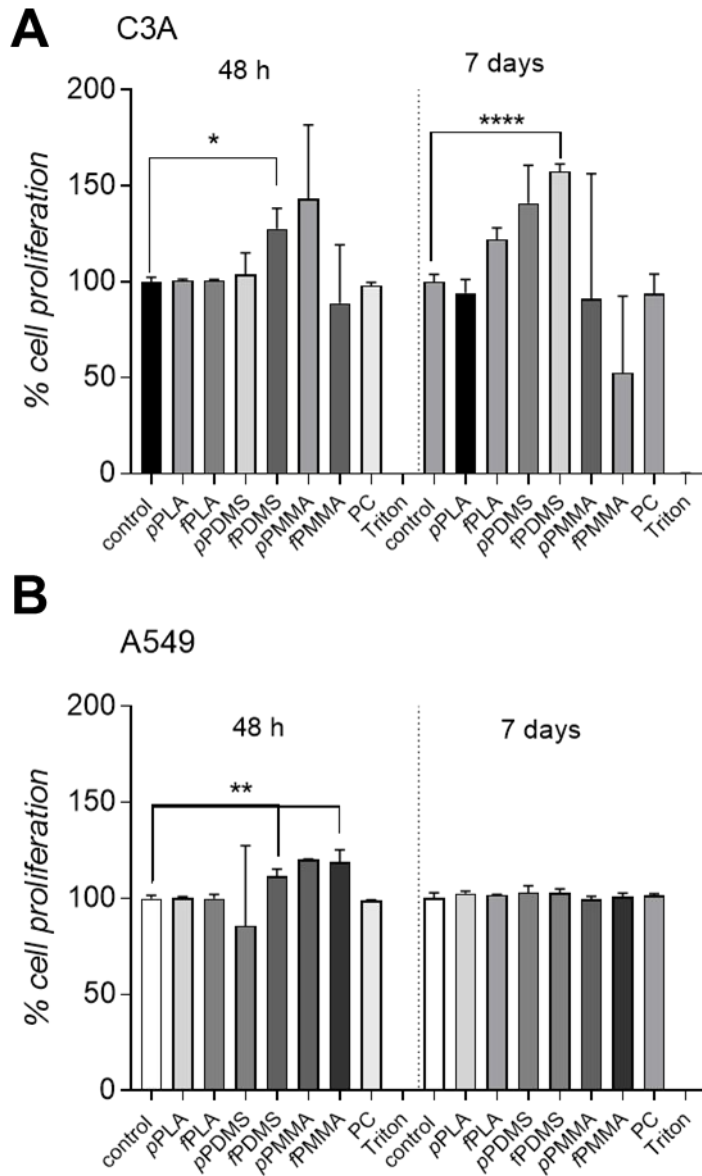 A
C3A
48 h
7 days
% cell proliferation
200
150
100
50
0
*
****
control
pPLA
fPLA
pPDMS
fPDMS
pPMMA
fPMMA
PC
Triton
control
pPLA
fPLA
pPDMS
fPDMS
pPMMA
fPMMA
PC
Triton
B
A549
48 h
7 days
% cell proliferation
200
150
100
50
0
**
control
pPLA
fPLA
pPDMS
fPDMS
pPMMA
fPMMA
PC
Triton
control
pPLA
fPLA
pPDMS
fPDMS
pPMMA
fPMMA
PC
Triton